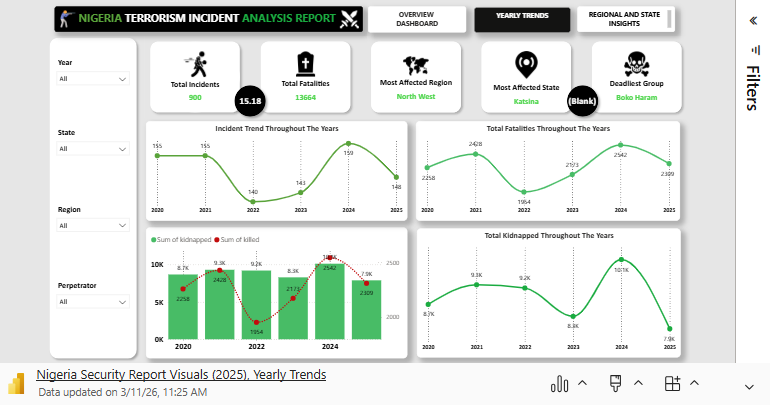 NIGERIA TERRORISM INCIDENT ANALYSIS REPORT
OVERVIEW
DASHBOARD
YEARLY TRENDS
REGIONAL AND STATE
INSIGHTS
Filters
Year
All
State
All
Region
All
Perpetrator
All
Total Incidents
900
15.18
Total Fatalities
13664
Most Affected Region
North West
Most Affected State
Katsina
(Blank)
Deadliest Group
Boko Haram
Incident Trend Throughout The Years
155
155
140
143
159
148
2020 2021 2022 2023 2024 2025
Total Fatalities Throughout The Years
2258
2428
1954
2173
2542
2309
2020 2021 2022 2023 2024 2025
Sum of kidnapped Sum of killed
10K
5K
0K
8.7K
9.3K
9.2K
8.3K
7.9K
2258
2428
1954
2173
2542
2309
2500
2000
2020 2022 2024
Total Kidnapped Throughout The Years
8.7K
9.3K
9.2K
8.3K
10.1K
7.9K
2020 2021 2022 2023 2024 2025
Nigeria Security Report Visuals (2025), Yearly Trends
Data updated on 3/11/26, 11:25 AM